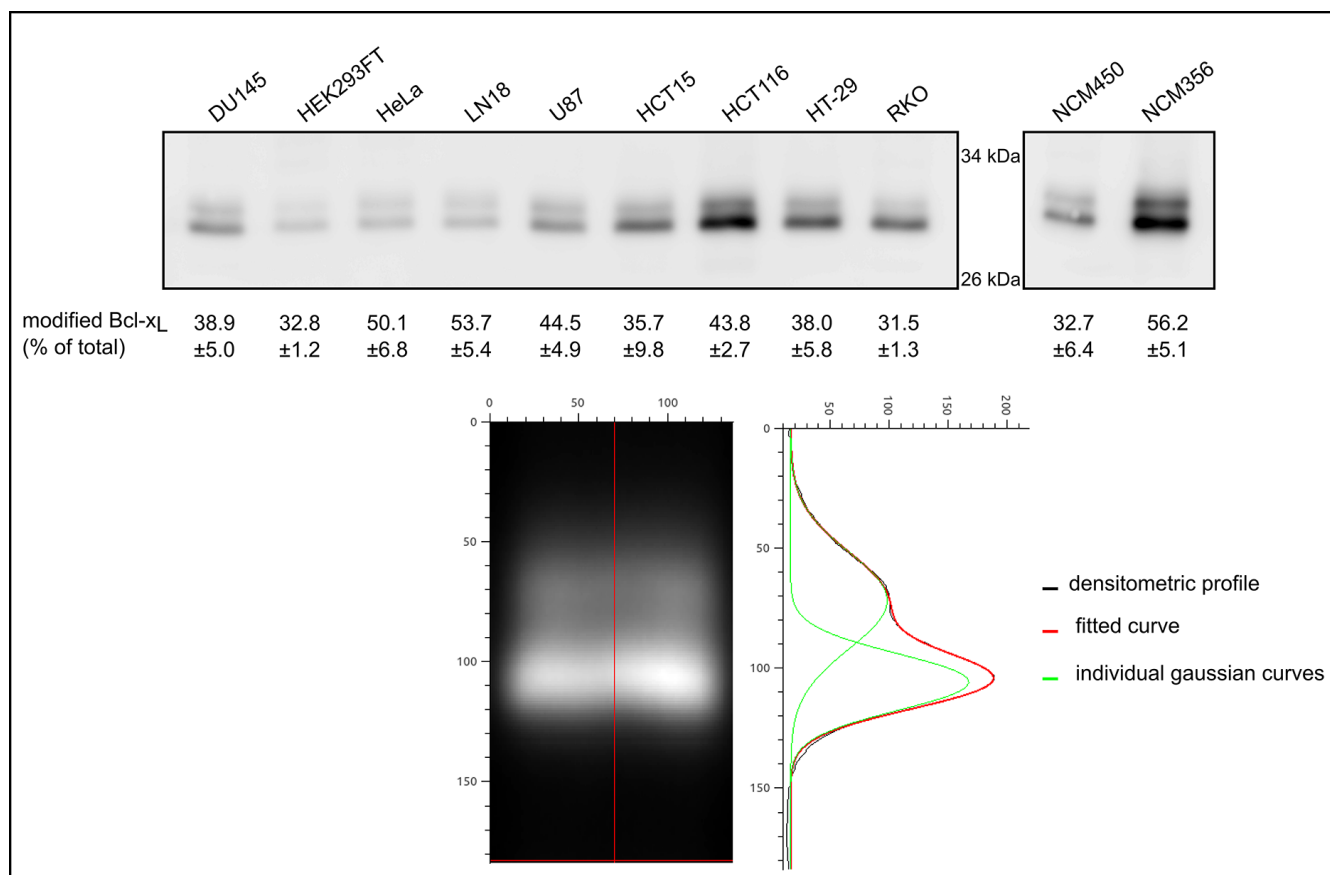 DU145 HEK293FT HeLa LN18 U87 HCT15 HCT116 HT-29 RKO NCM450 NCM356
34 kDa
26 kDa
modified Bcl-xL 38.9 32.8 50.1 53.7 44.5 35.7 43.8 38.0 31.5 32.7 56.2
(% of total) ±5.0 ±1.2 ±6.8 ±5.4 ±4.9 ±9.8 ±2.7 ±5.8 ±1.3 ±6.4 ±5.1
0 50 100
0
50
100
150
50 100 150 200
0
50
100
150
densitometric profile
fitted curve
individual gaussian curves